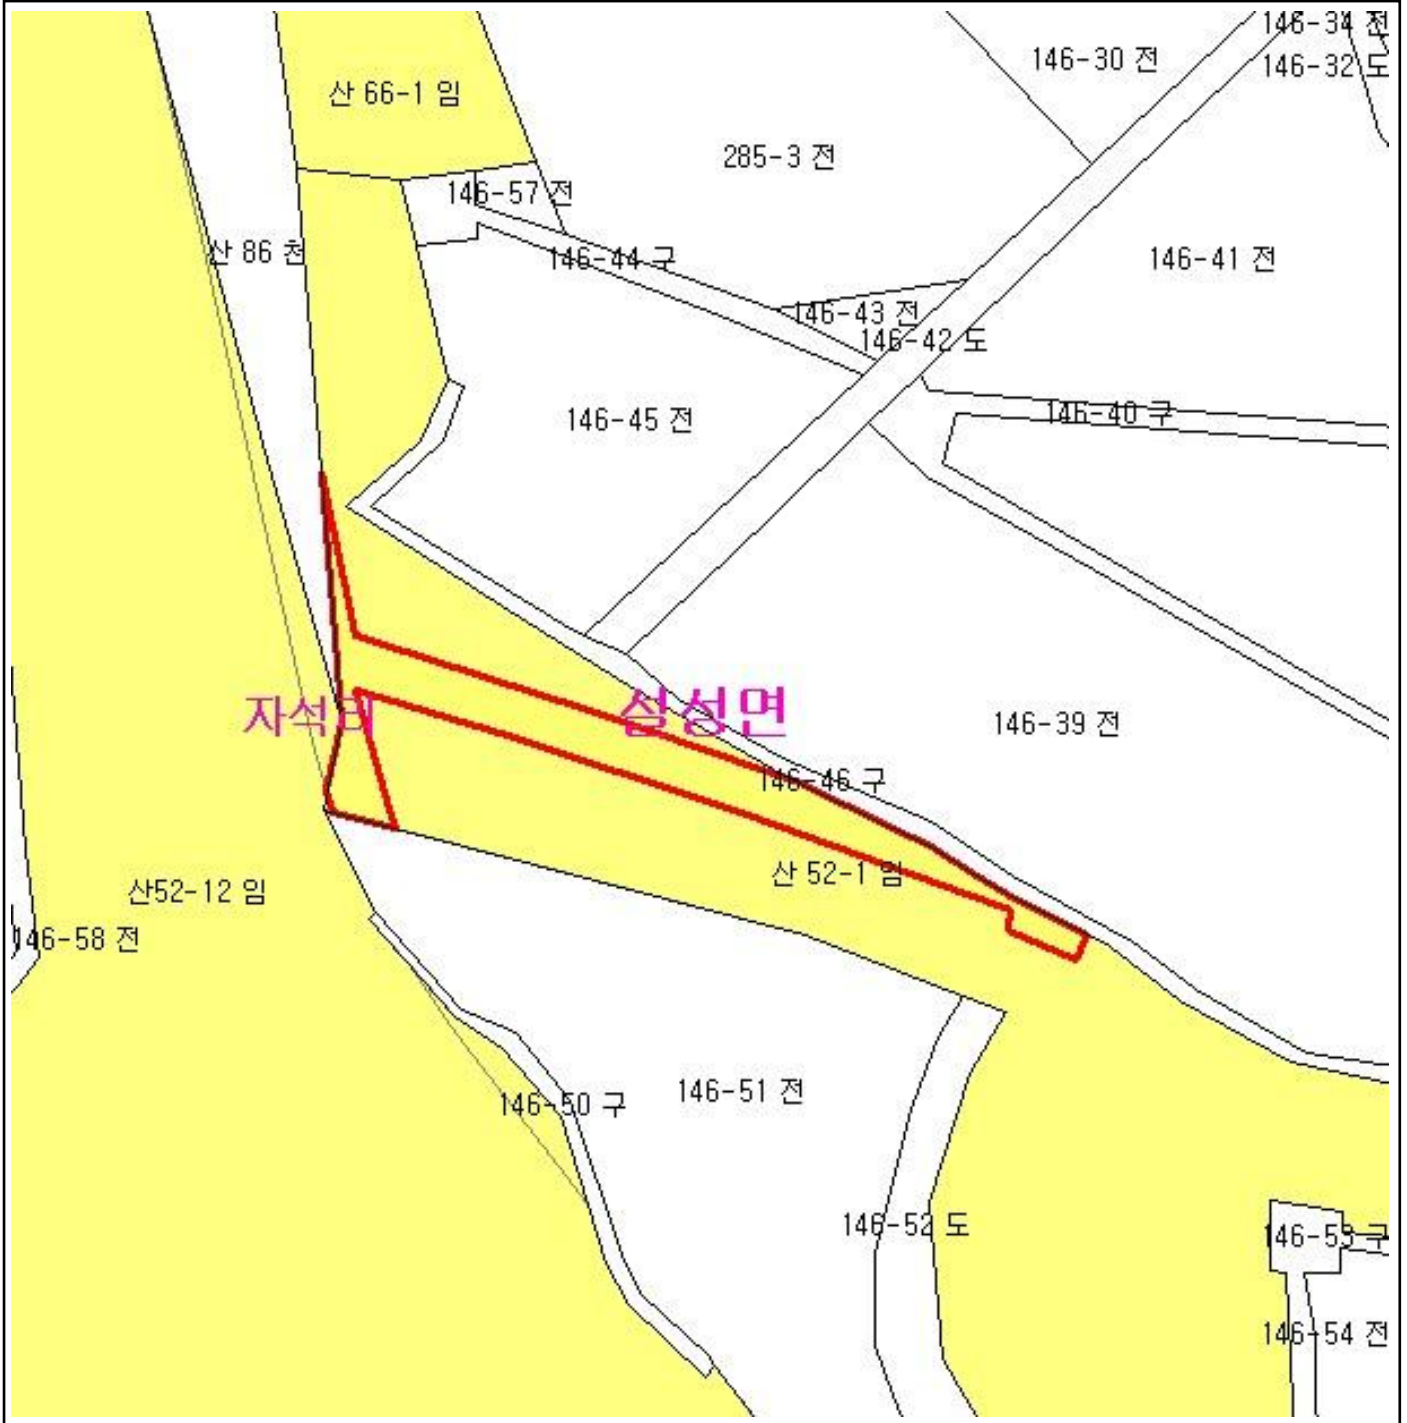 146-34 전
146-30 전
146-32 도
산 66-1 임
285-3 전
146-57 전
산 86 천
146-44 구
146-41 전
146-43 전
146-42 도
146-40 구
146-45 전
자석리
설성면
146-39 전
146-46 구
산 52-1 임
산52-12 임
146-58 전
146-51 전
146-50 구
146-52 도
146-53 구
146-54 전